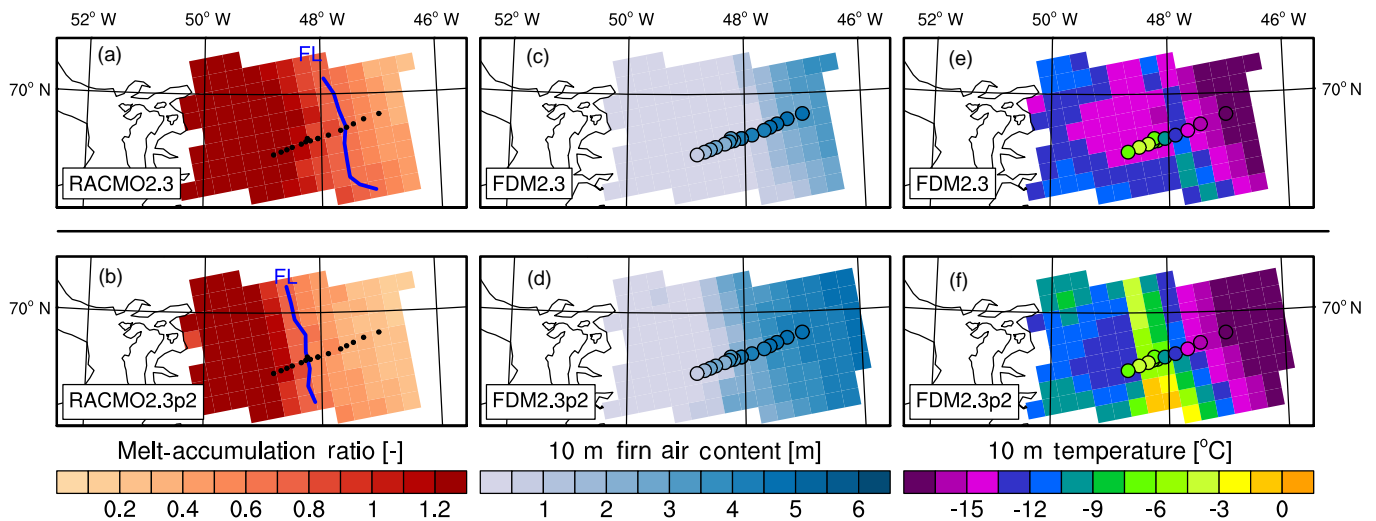 52° W 50° W 48° W 46° W 52° W 50° W 48° W 46° W 52° W 50° W 48° W 46° W
(a) FL (c) (e)
70° N 70° N
RACMO2.3 FDM2.3 FDM2.3
(b) FL (d) (f)
70° N 70° N
RACMO2.3p2 FDM2.3p2 FDM2.3p2
Melt-accumulation ratio [-] 10 m firn air content [m] 10 m temperature [°C]
0.2 0.4 0.6 0.8 1 1.2 1 2 3 4 5 6 -15 -12 -9 -6 -3 0